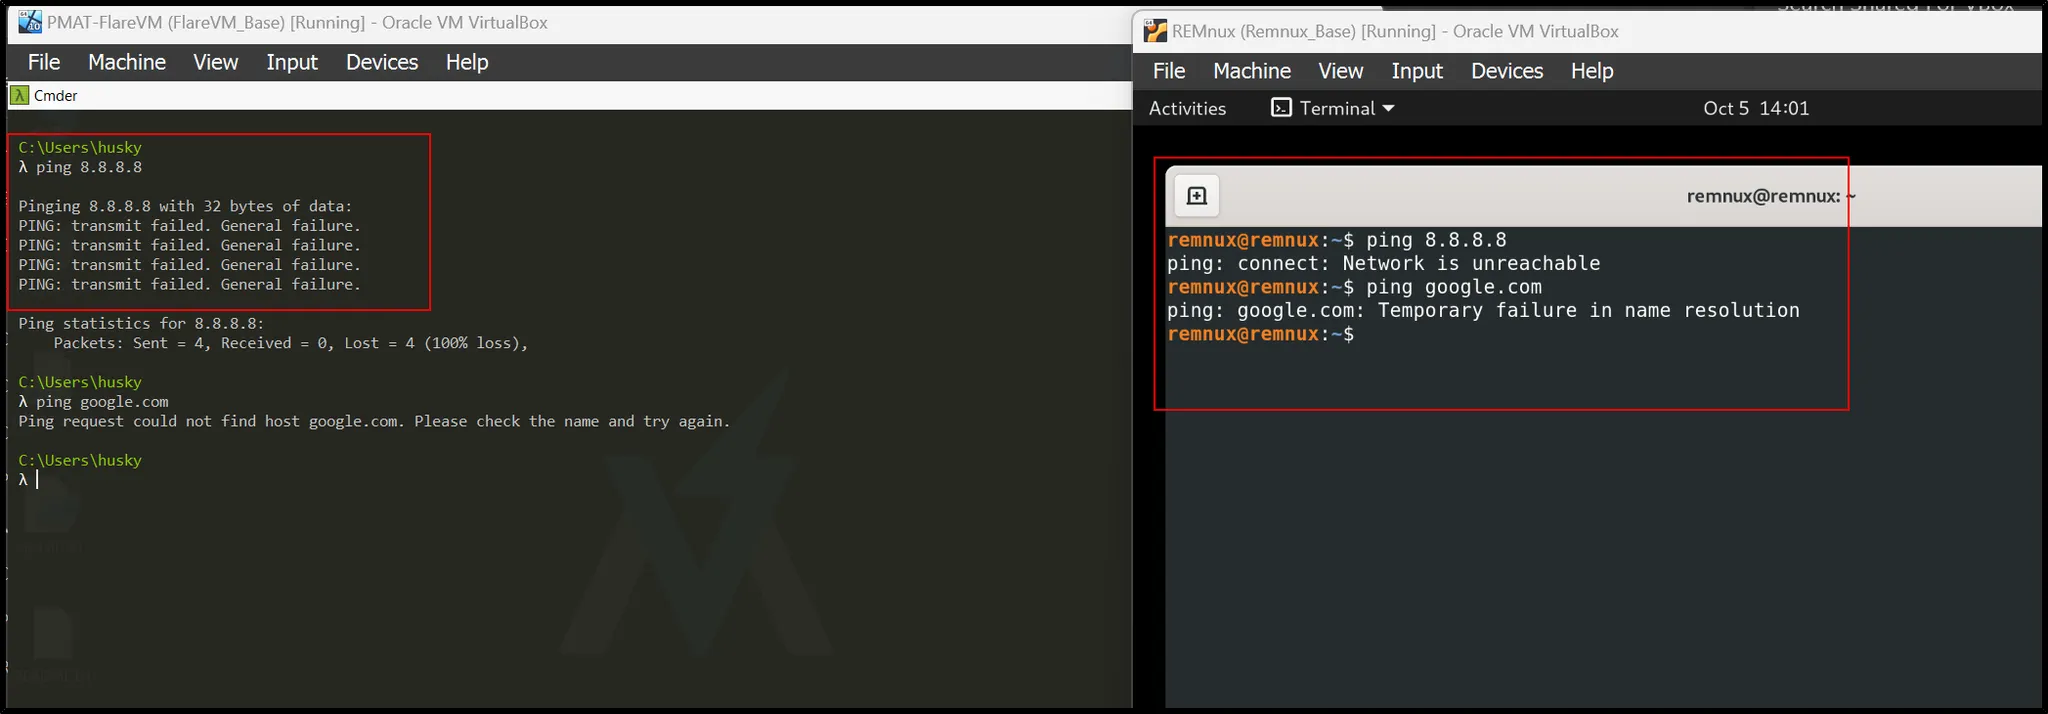 PMAT-FlareVM (FlareVM_Base) [Running] - Oracle VM VirtualBox
File Machine View Input Devices Help
Cmder
C:\Users\husky
λ ping 8.8.8.8
Pinging 8.8.8.8 with 32 bytes of data:
PING: transmit failed. General failure.
PING: transmit failed. General failure.
PING: transmit failed. General failure.
PING: transmit failed. General failure.
Ping statistics for 8.8.8.8:
Packets: Sent = 4, Received = 0, Lost = 4 (100% loss),
C:\Users\husky
λ ping google.com
Ping request could not find host google.com. Please check the name and try again.
C:\Users\husky
λ
REMnux (Remnux_Base) [Running] - Oracle VM VirtualBox
File Machine View Input Devices Help
Activities Terminal Oct 5 14:01
remnux@remnux: ~
remnux@remnux:~$ ping 8.8.8.8
ping: connect: Network is unreachable
remnux@remnux:~$ ping google.com
ping: google.com: Temporary failure in name resolution
remnux@remnux:~$